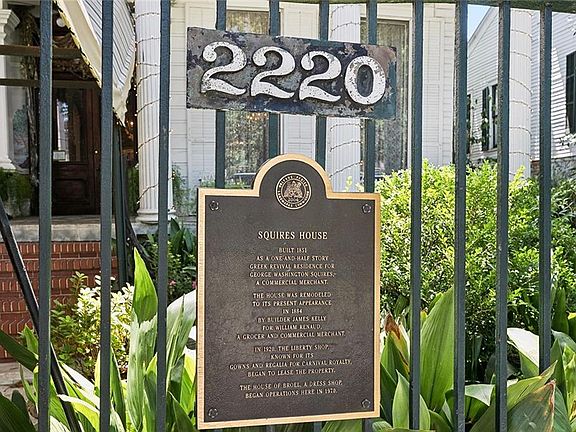 2220
SQUIRES HOUSE
BUILT 1851
AS A ONE-AND-HALF STORY
GREEK REVIVAL RESIDENCE FOR
GEORGE WASHINGTON SQUIRES,
A COMMERCIAL MERCHANT.
THE HOUSE WAS REMODELED
TO ITS PRESENT APPEARANCE
IN 1884
BY BUILDER JAMES KELLY
FOR WILLIAM RENAUD,
A GROCER AND COMMERCIAL MERCHANT.
IN 1928, THE LIBERTY SHOP,
KNOWN FOR ITS
GOWNS AND REGALIA FOR CARNIVAL ROYALTY,
BEGAN TO LEASE THE PROPERTY.
THE HOUSE OF BROEL, A DRESS SHOP,
BEGAN OPERATIONS HERE IN 1970.